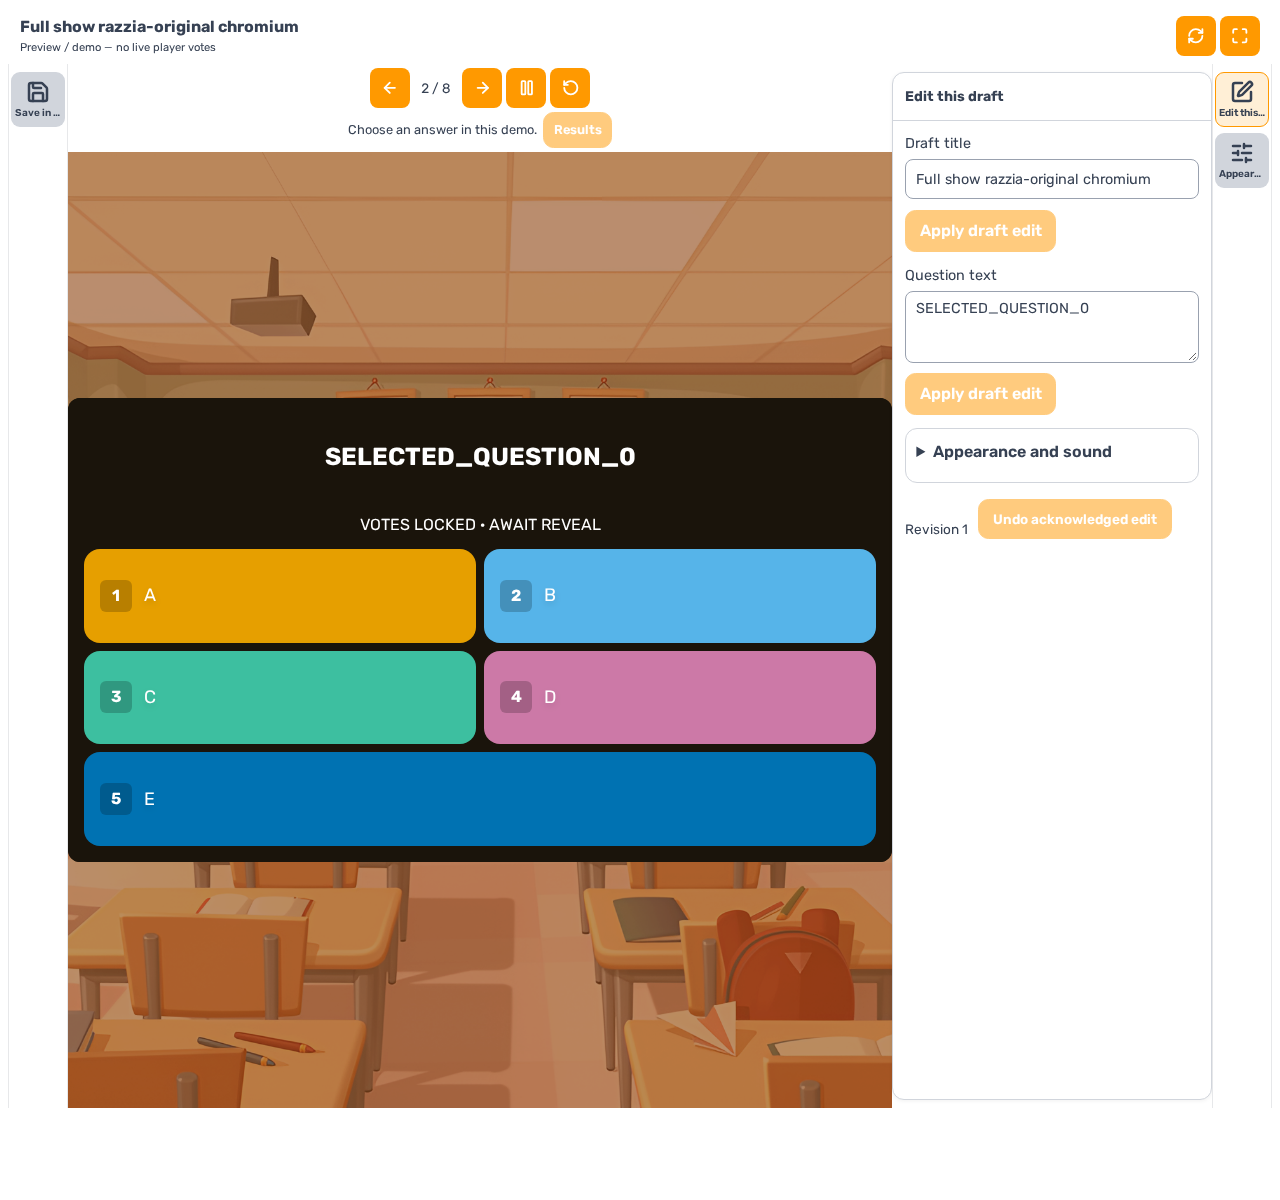 Full show razzia-original chromium
Preview / demo — no live player votes
Save in ...
2 / 8
Choose an answer in this demo.
Results
SELECTED_QUESTION_0
VOTES LOCKED • AWAIT REVEAL
1 A
2 B
3 C
4 D
5 E
Edit this draft
Draft title
Full show razzia-original chromium
Apply draft edit
Question text
SELECTED_QUESTION_0
Apply draft edit
Appearance and sound
Revision 1
Undo acknowledged edit
Edit this...
Appear...